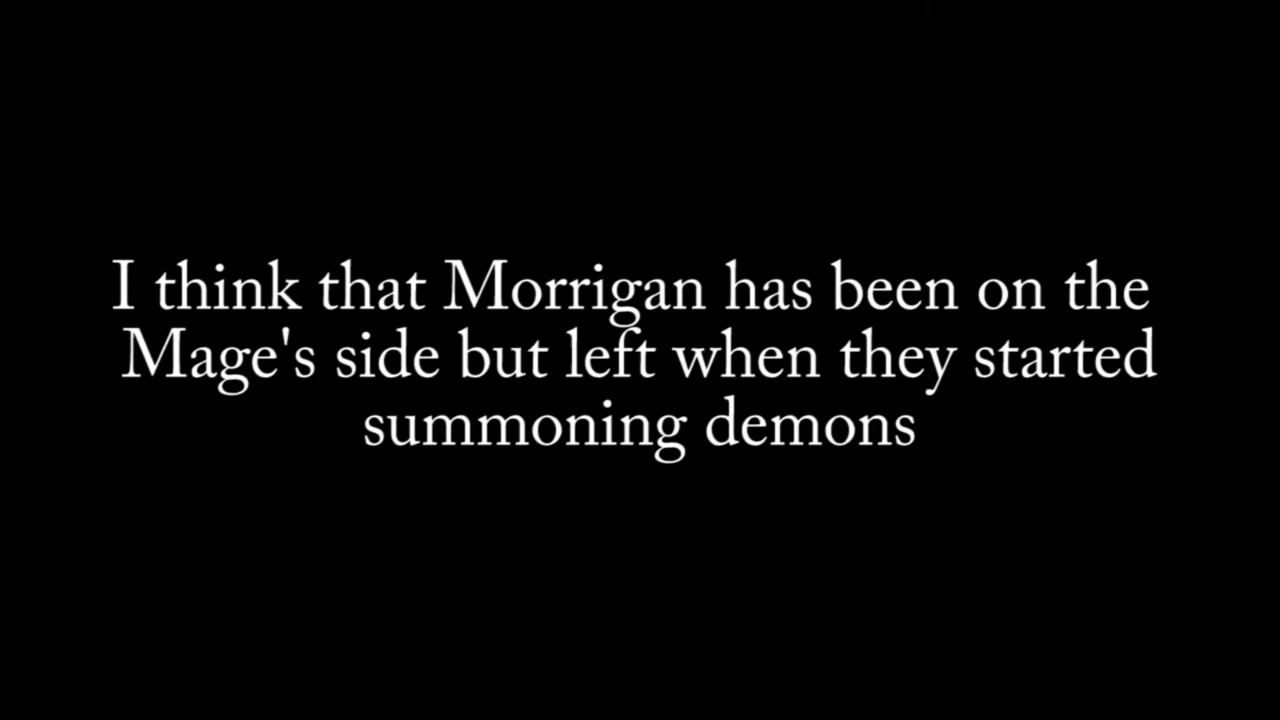 I think that Morrigan has been on the
Mage's side but left when they started
summoning demons